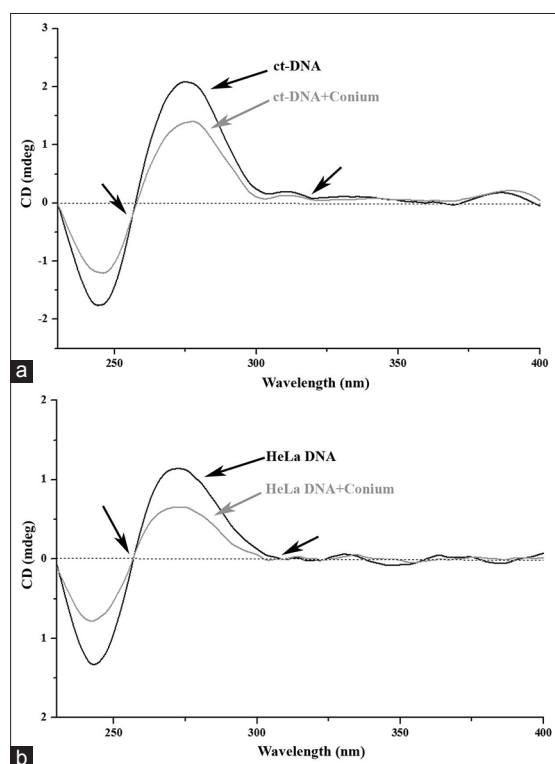 3
2
1
0
-1
-2
CD (mdeg)
ct-DNA
ct-DNA+Conium
250
300
350
400
Wavelength (nm)
a
2
1
0
1
2
CD (mdeg)
HeLa DNA
HeLa DNA+Conium
250
300
350
400
Wavelength (nm)
b